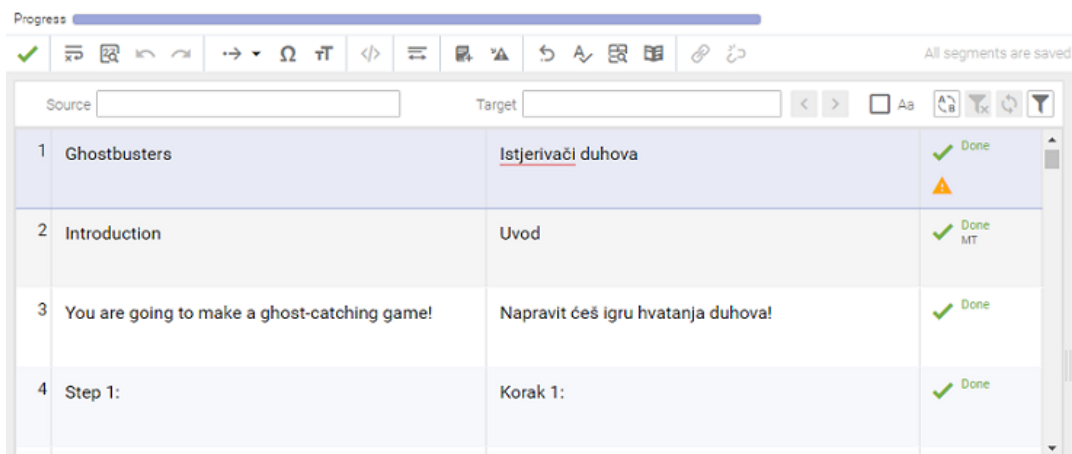 Progress
All segments are saved
Source Target Aa
1 Ghostbusters Istjerivači duhova Done
2 Introduction Uvod Done
MT
3 You are going to make a ghost-catching game! Napravit ćeš igru hvatanja duhova! Done
4 Step 1: Korak 1: Done